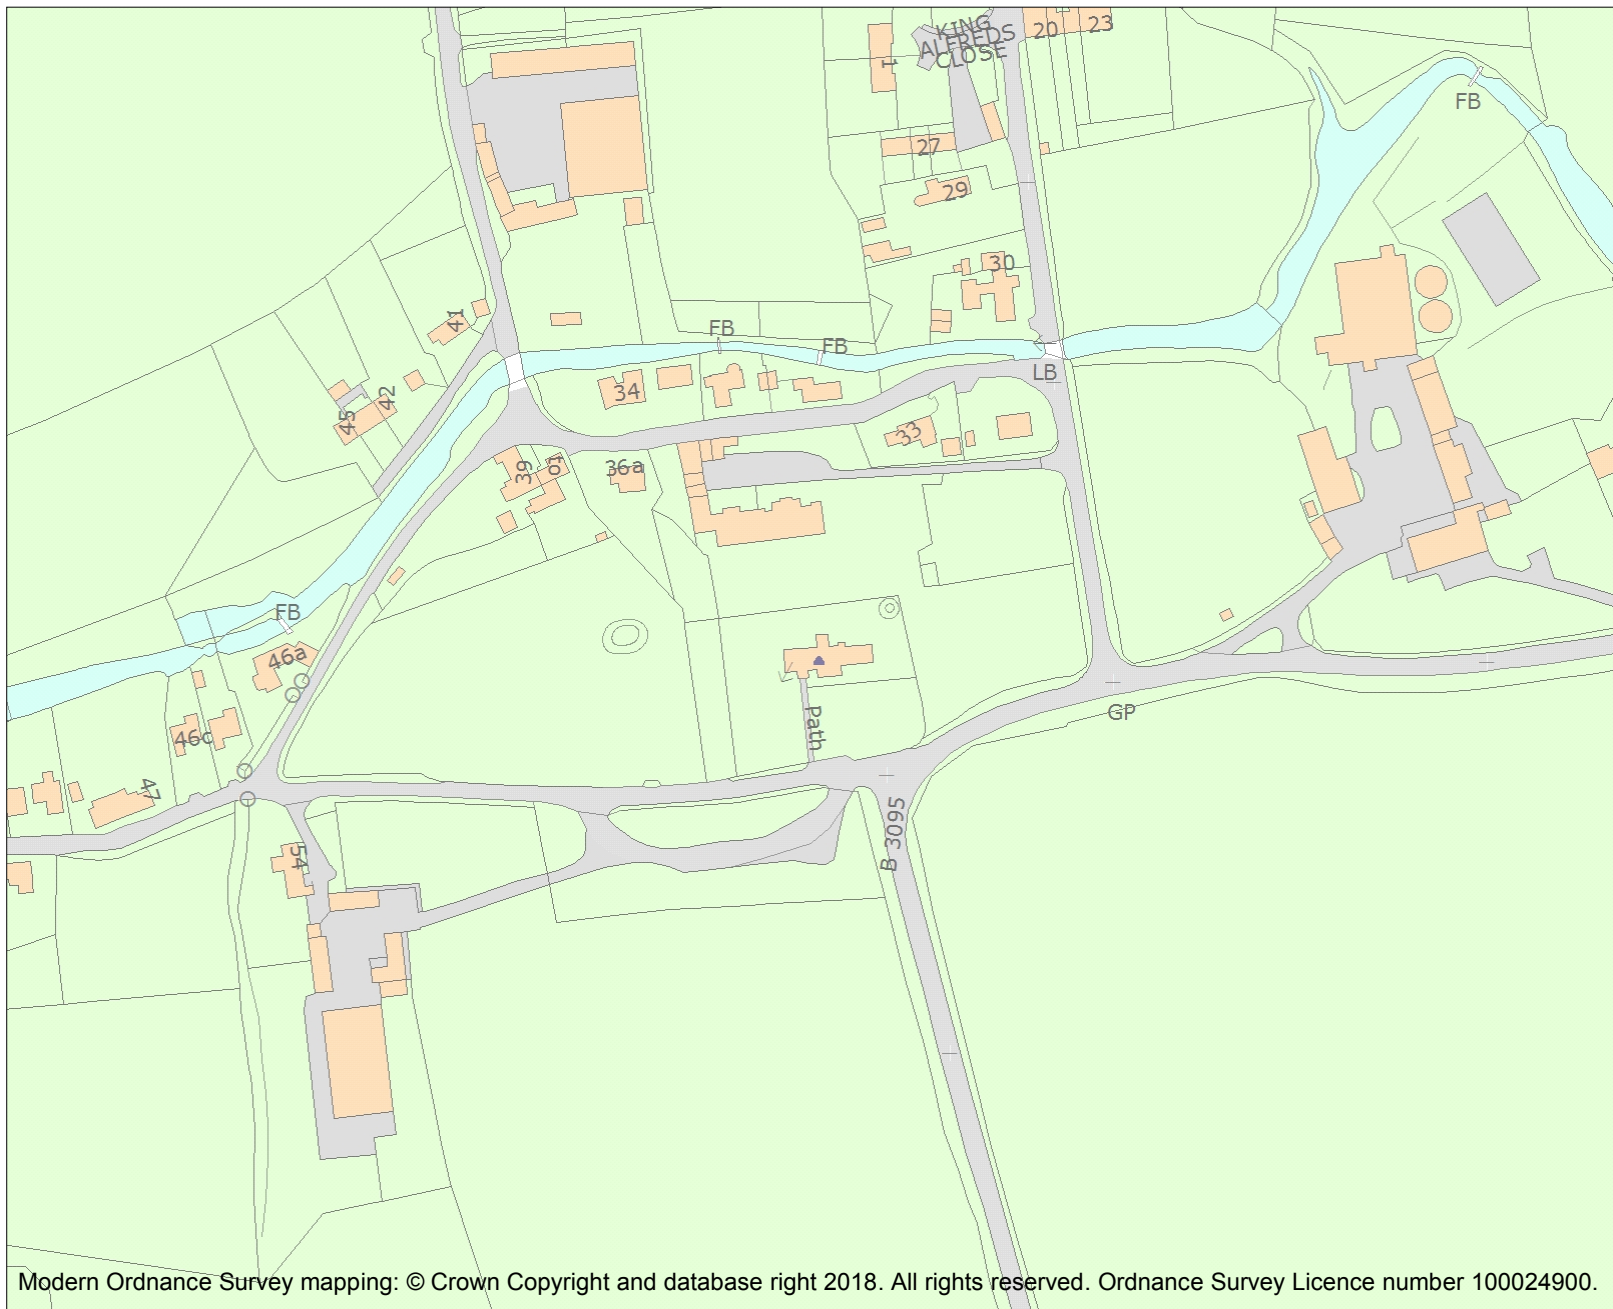 KING
ALFREDS
CLOSE
20
23
1
FB
27
29
30
41
FB
FB
LB
34
42
45
33
39
36a
FB
46a
46c
Path
GP
47
B 3095
54
Modern Ordnance Survey mapping: © Crown Copyright and database right 2018. All rights reserved. Ordnance Survey Licence number 100024900.